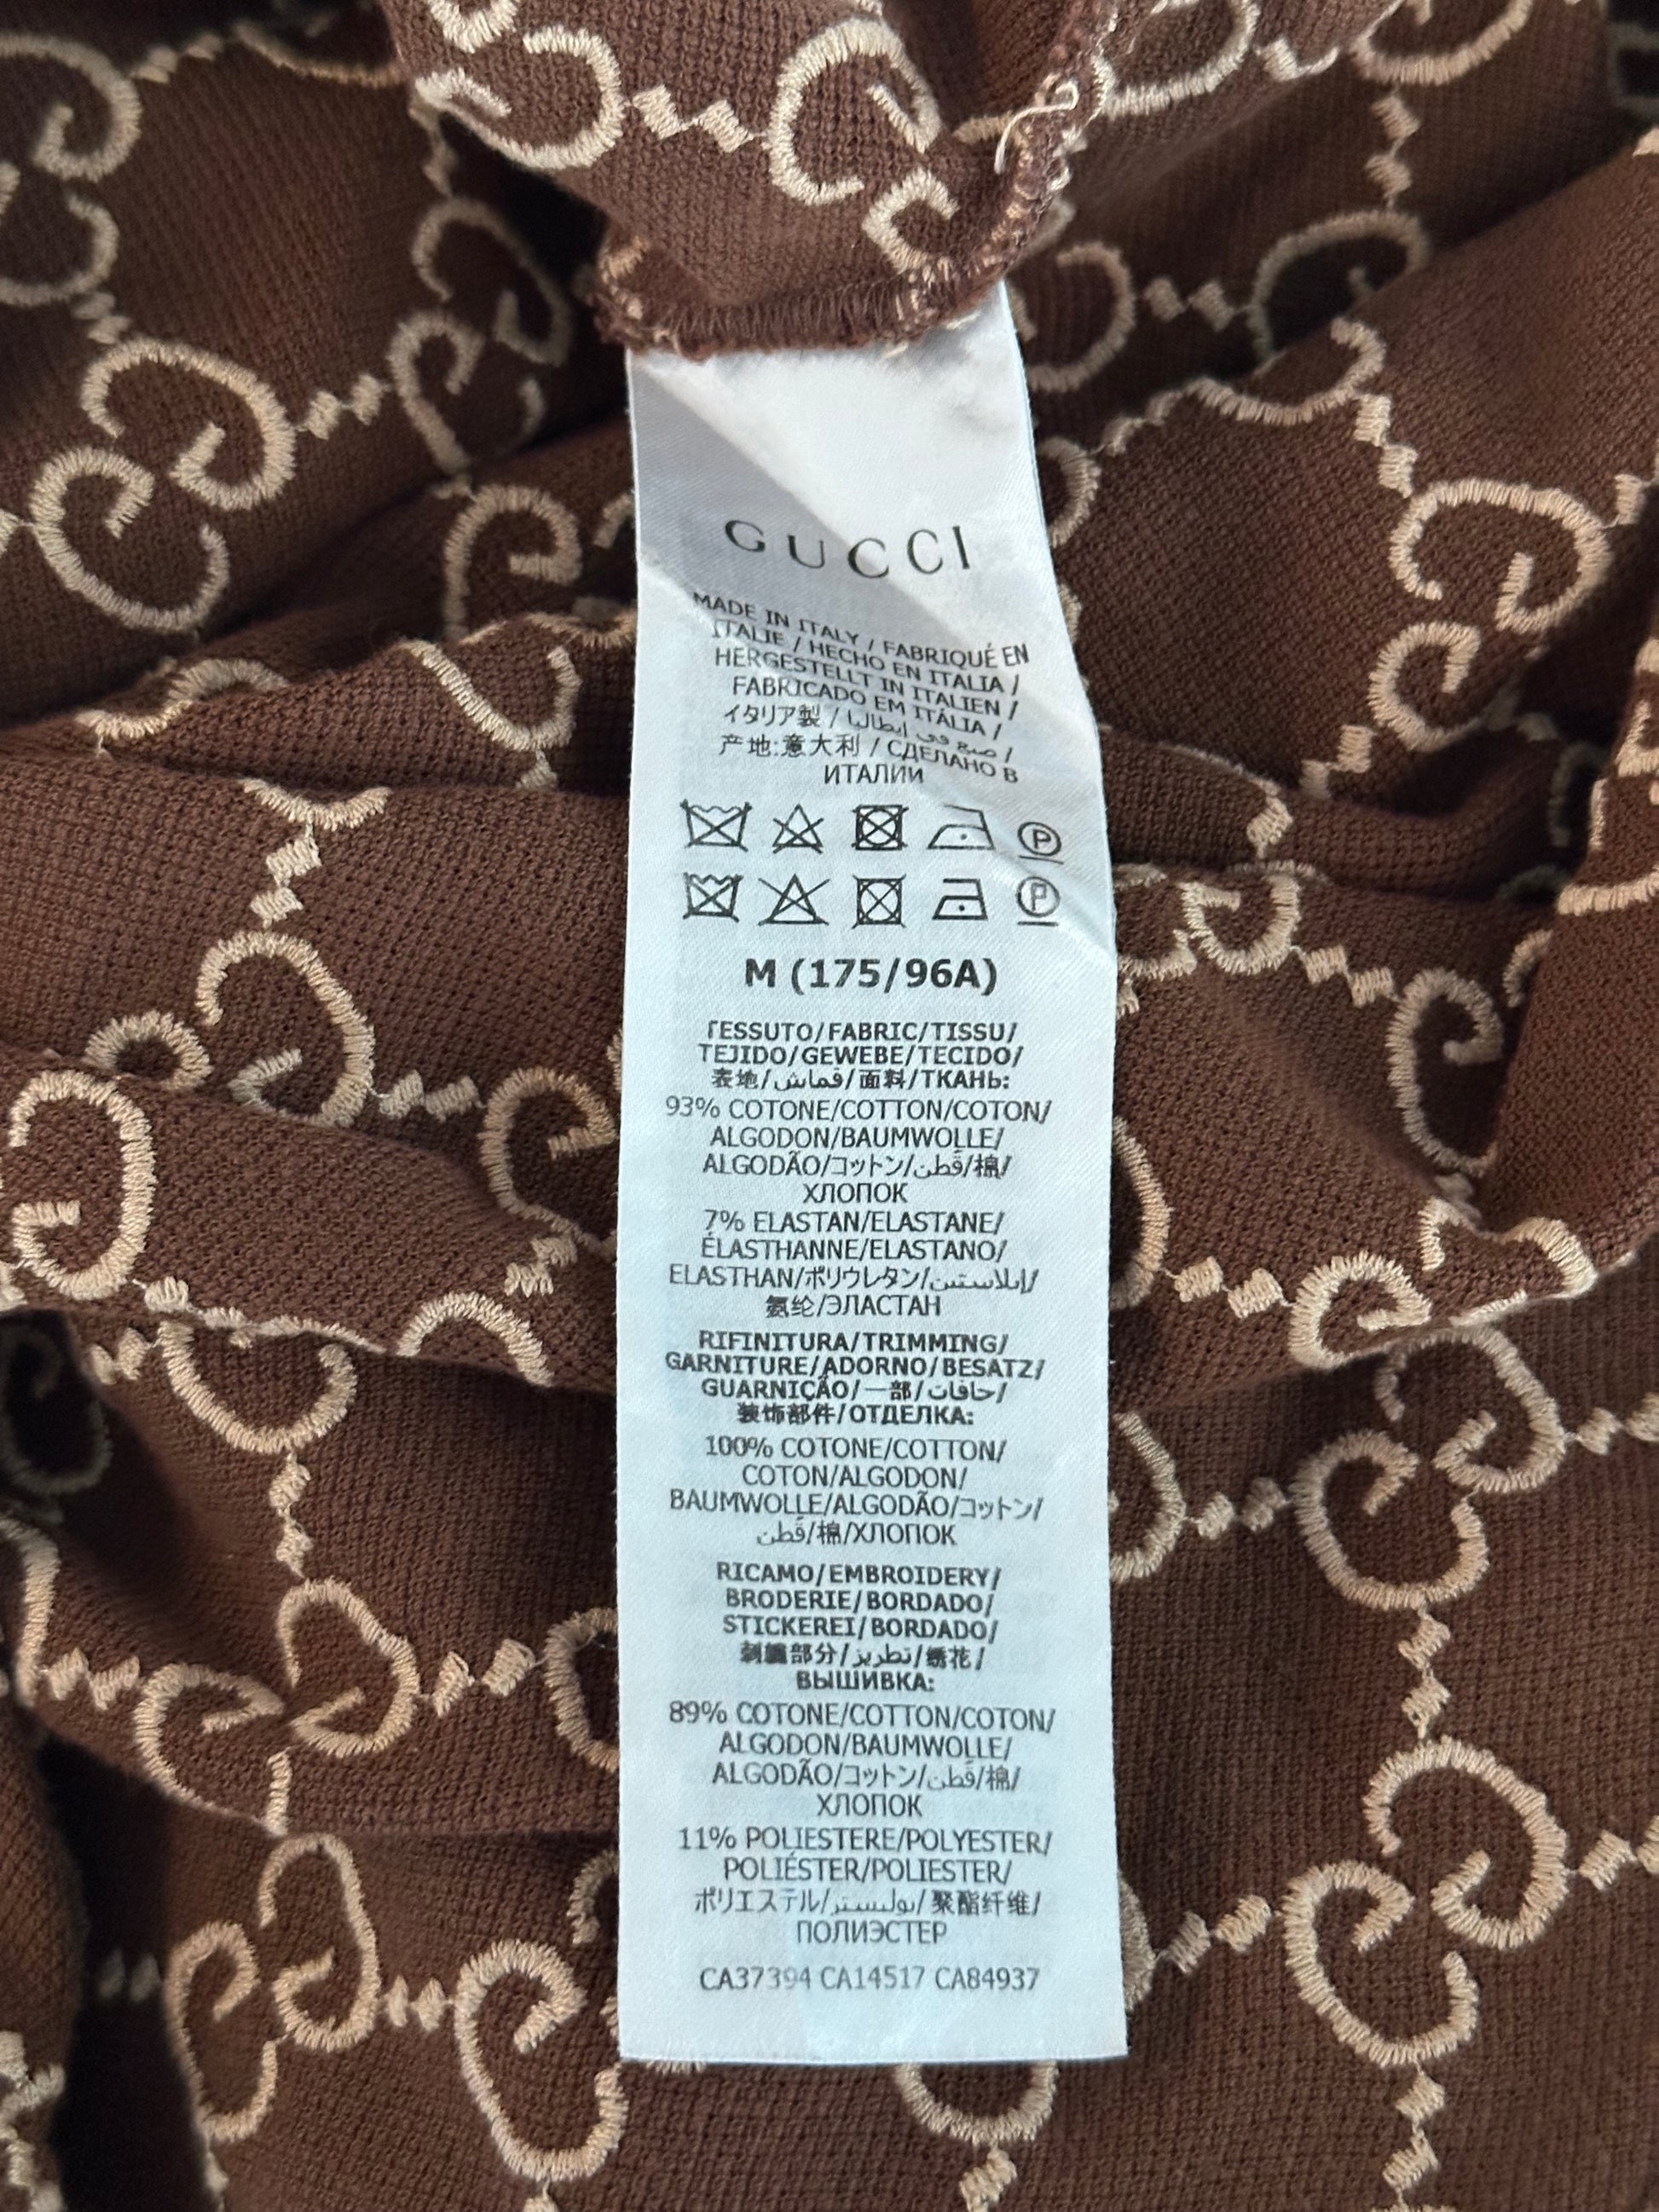 GUCCI
MADE IN ITALY / FABRIQUÉ EN
ITALIE / HECHO EN ITALIA /
HERGESTELLT IN ITALIEN /
FABRICADO EM ITÁLIA /
イタリア製 / صنع في إيطاليا /
产地:意大利 / СДЕЛАНО В
ИТАЛИИ
P
P
M (175/96A)
TESSUTO/FABRIC/TISSU/
TEJIDO/GEWEBE/TECIDO/
表地/قماش/面料/ТКАНЬ:
93% COTONE/COTTON/COTON/
ALGODON/BAUMWOLLE/
ALGODÃO/コットン/قطن/棉/
ХЛОПОК
7% ELASTAN/ELASTANE/
ÉLASTHANNE/ELASTANO/
ELASTHAN/ポリウレタン/إيلاستين/
氨纶/ЭЛАСТАН
RIFINITURA/TRIMMING/
GARNITURE/ADORNO/BESATZ/
GUARNIÇÃO/一部/حافات/
装饰部件/ОТДЕЛКА:
100% COTONE/COTTON/
COTON/ALGODON/
BAUMWOLLE/ALGODÃO/コットン/
قطن/棉/ХЛОПОК
RICAMO/EMBROIDERY/
BRODERIE/BORDADO/
STICKEREI/BORDADO/
刺繍部分/تطريز/绣花/
ВЫШИВКА:
89% COTONE/COTTON/COTON/
ALGODON/BAUMWOLLE/
ALGODÃO/コットン/قطن/棉/
ХЛОПОК
11% POLIESTERE/POLYESTER/
POLIÉSTER/POLIESTER/
ポリエステル/بوليستر/聚酯纤维/
ПОЛИЭСТЕР
CA37394 CA14517 CA84937